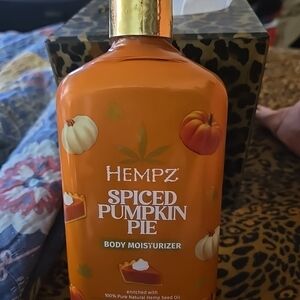 HEMPZ
SPICED
PUMPKIN
PIE
BODY MOISTURIZER
enriched with
100% Pure Natural Hemp Seed Oil